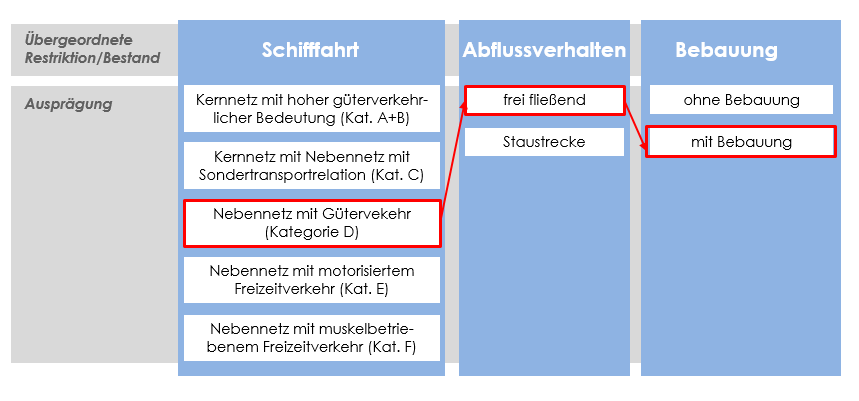 Übergeordnete
Restriktion/Bestand
Schifffahrt
Abflussverhalten
Bebauung
Ausprägung
Kernnetz mit hoher güterverkehr-
licher Bedeutung (Kat. A+B)
Kernnetz mit Nebennetz mit
Sondertransportrelation (Kat. C)
Nebennetz mit Gütervekehr
(Kategorie D)
Nebennetz mit motorisiertem
Freizeitverkehr (Kat. E)
Nebennetz mit muskelbetrie-
benem Freizeitverkehr (Kat. F)
frei fließend
Staustrecke
ohne Bebauung
mit Bebauung